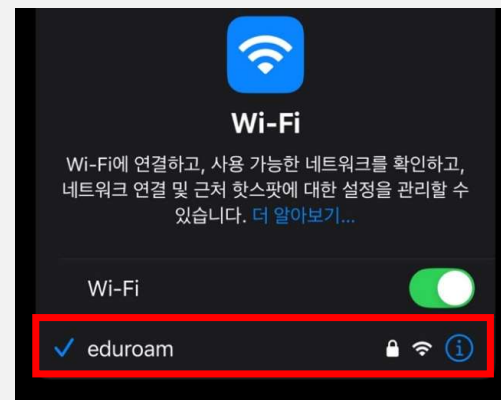 Wi-Fi
Wi-Fi에 연결하고, 사용 가능한 네트워크를 확인하고,
네트워크 연결 및 근처 핫스팟에 대한 설정을 관리할 수
있습니다. 더 알아보기...
Wi-Fi
eduroam